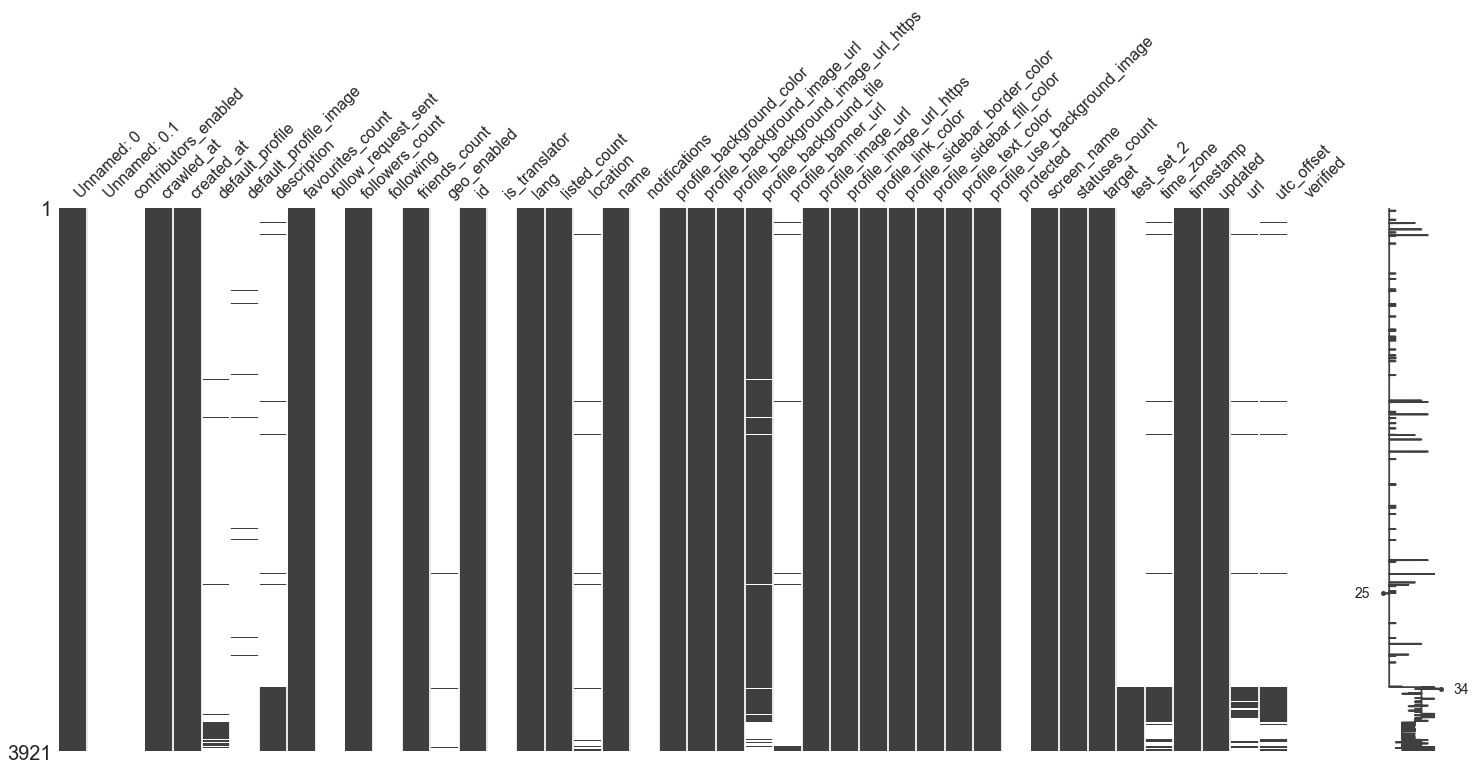 Unnamed: 0
Unnamed: 0.1
contributors_enabled
crawled_at
created_at
default_profile
default_profile_image
description
favourites_count
follow_request_sent
followers_count
following
friends_count
geo_enabled
id
is_translator
lang
listed_count
location
name
notifications
profile_background_color
profile_background_image_url
profile_background_image_url_https
profile_background_tile
profile_banner_url
profile_image_url
profile_image_url_https
profile_link_color
profile_sidebar_border_color
profile_sidebar_fill_color
profile_text_color
profile_use_background_image
protected
screen_name
statuses_count
target
test_set_2
time_zone
timestamp
updated
url
utc_offset
verified
1
25
34
3921